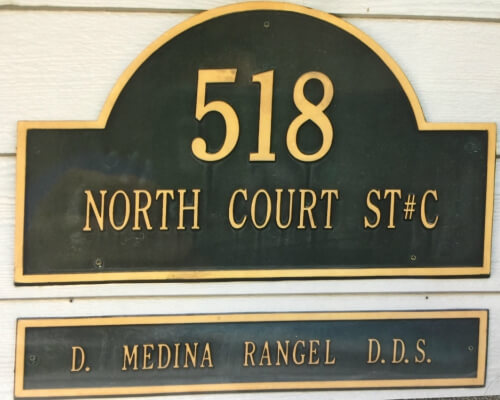 518
NORTH COURT ST#C
D. MEDINA RANGEL D.D.S.